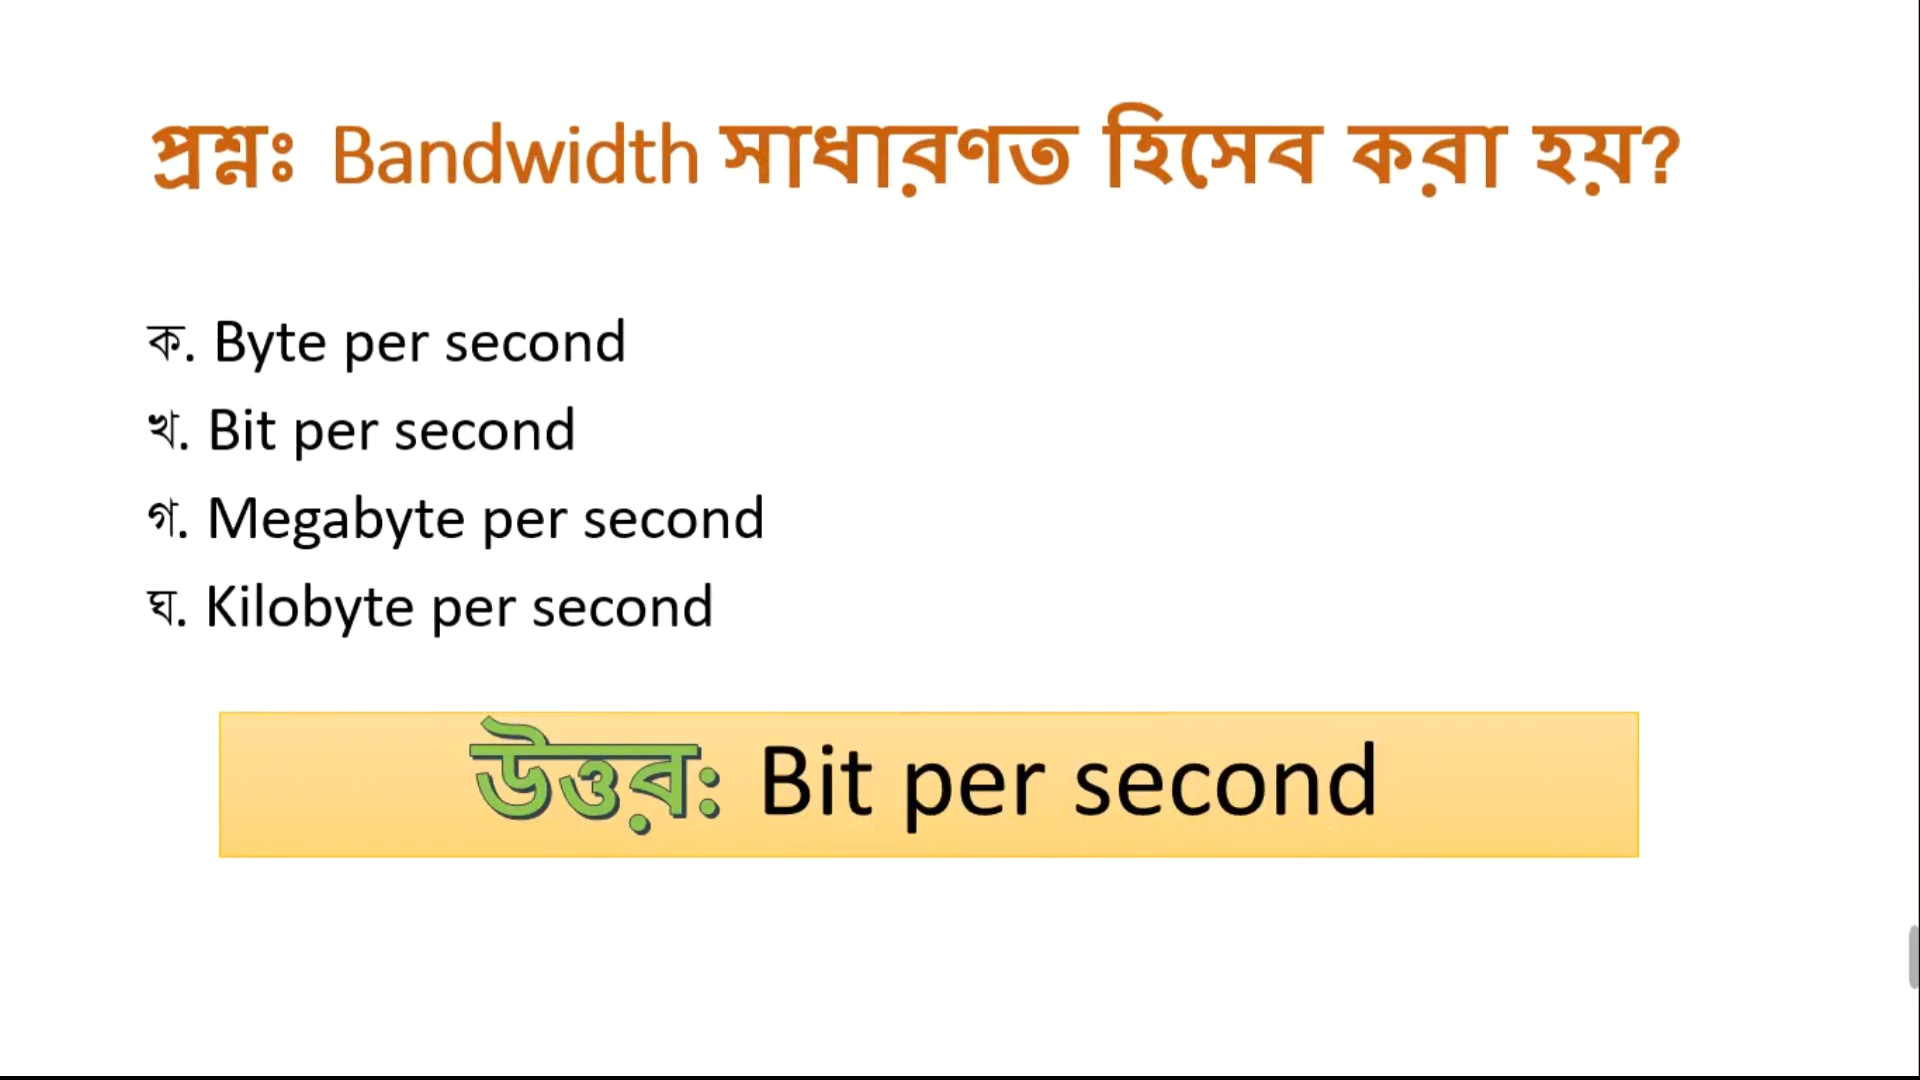 প্রশ্নঃ Bandwidth সাধারণত হিসেব করা হয়?
ক. Byte per second
খ. Bit per second
গ. Megabyte per second
ঘ. Kilobyte per second
উত্তর: Bit per second